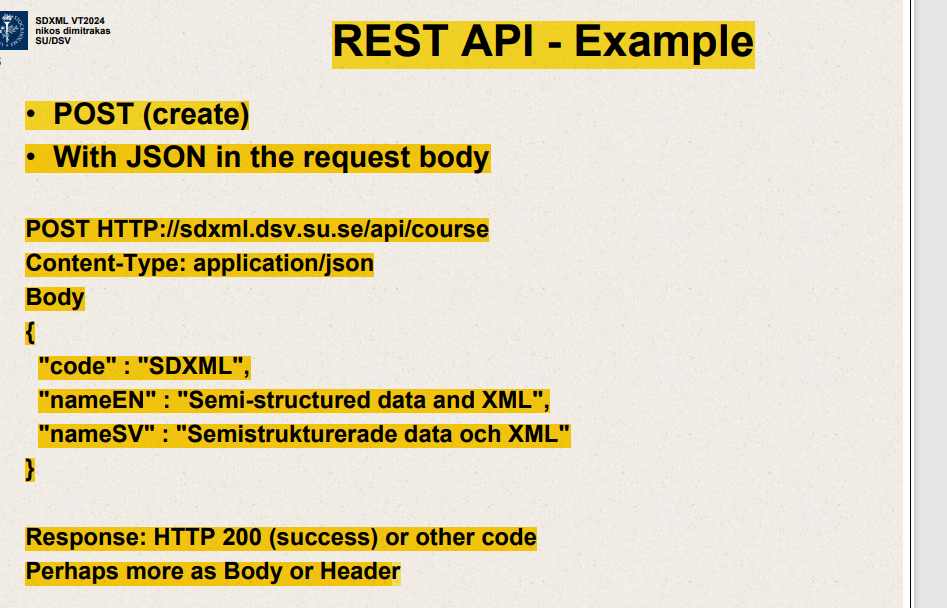 SDXML VT2024
nikos dimitrakas
SU/DSV
REST API - Example
• POST (create)
• With JSON in the request body
POST HTTP://sdxml.dsv.su.se/api/course
Content-Type: application/json
Body
{
"code" : "SDXML",
"nameEN" : "Semi-structured data and XML",
"nameSV" : "Semistrukturerade data och XML"
}
Response: HTTP 200 (success) or other code
Perhaps more as Body or Header